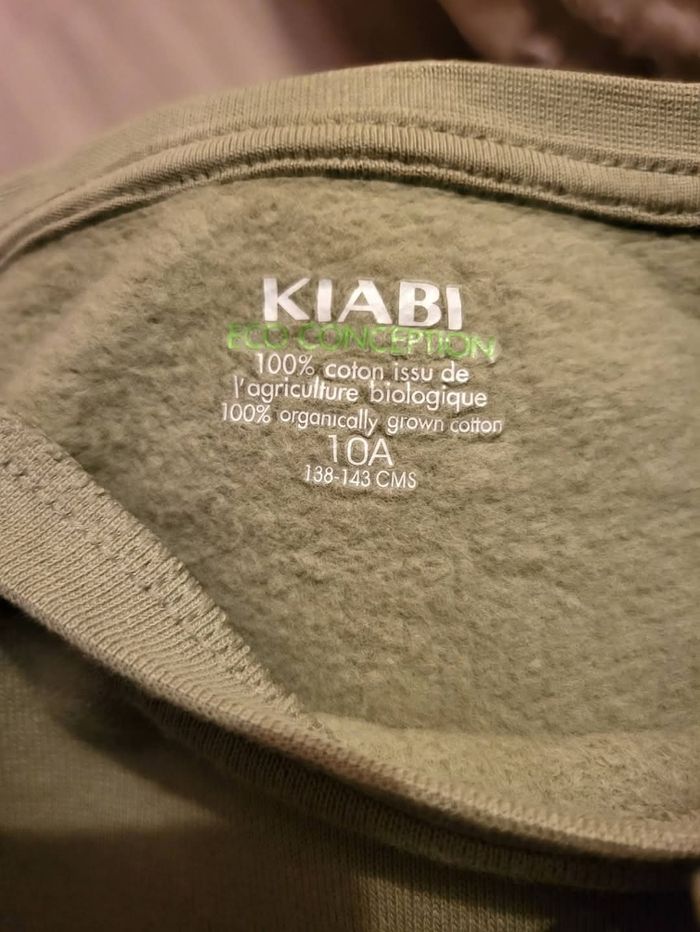 KIABI
ECO-CONCEPTION
100% coton issu de
l'agriculture biologique
100% organically grown cotton
10A
138-143 CMS